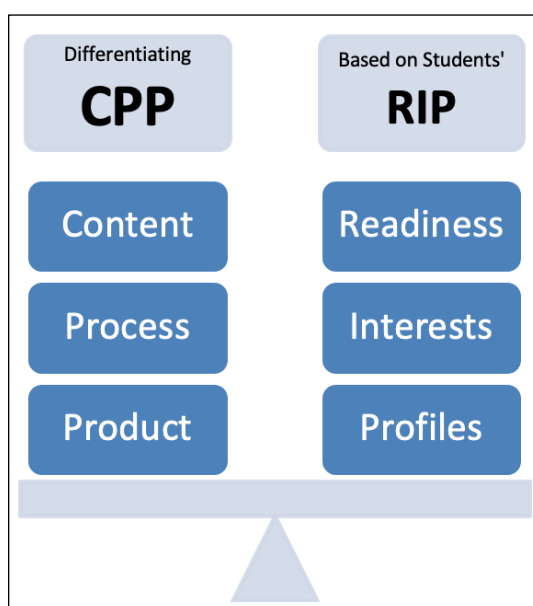 Differentiating
CPP
Content
Process
Product
Based on Students'
RIP
Readiness
Interests
Profiles